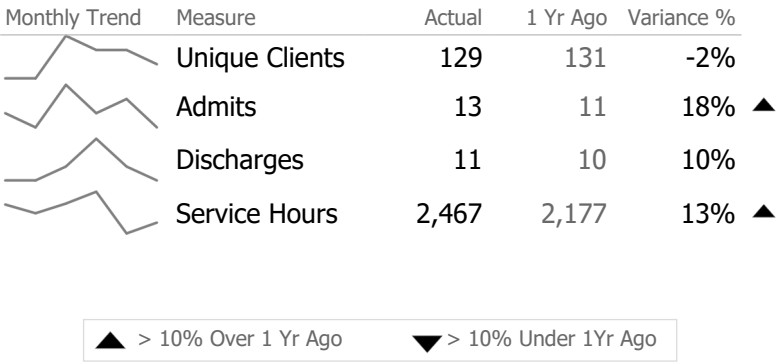 Monthly Trend Measure Actual 1 Yr Ago Variance %
Unique Clients 129 131 -2%
Admits 13 11 18%
Discharges 11 10 10%
Service Hours 2,467 2,177 13%
> 10% Over 1 Yr Ago > 10% Under 1Yr Ago